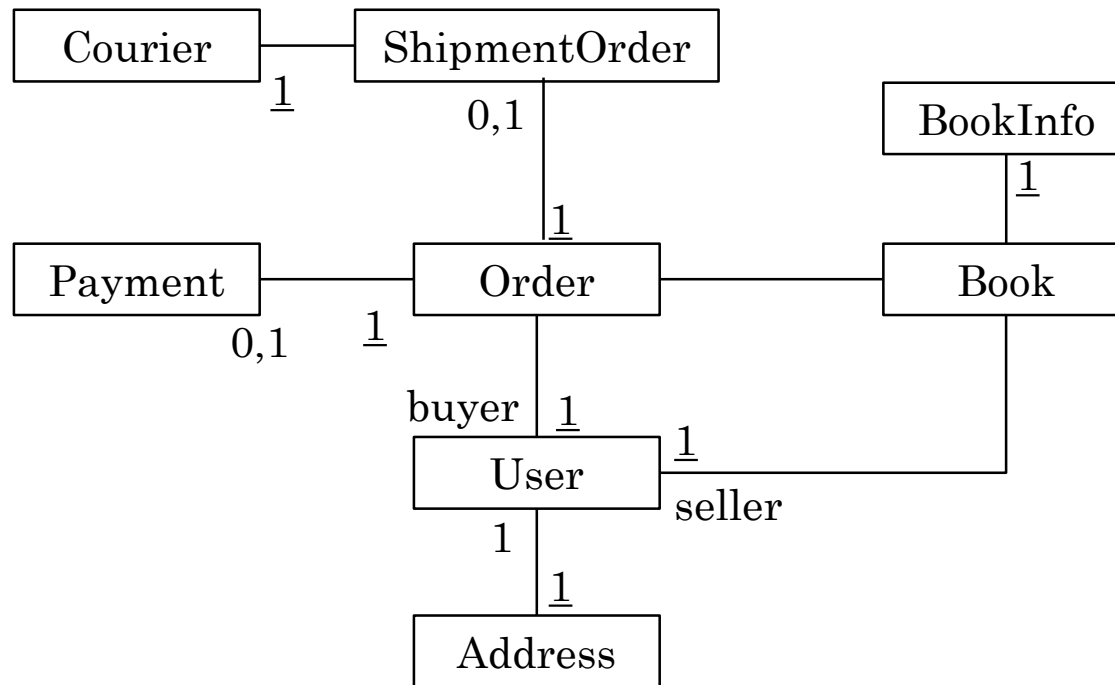 Courier
ShipmentOrder
1
0,1
BookInfo
1
1
Payment
Order
Book
0,1
1
buyer
1
1
User
seller
1
1
Address